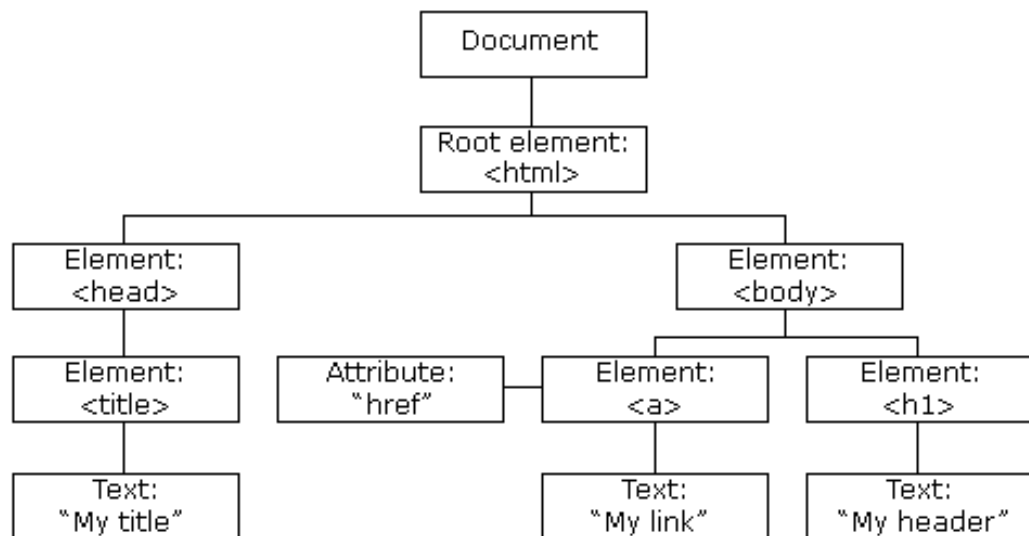 Document
Root element:
<html>
Element:
<head>
Element:
<body>
Element:
<title>
Attribute:
“href”
Element:
<a>
Element:
<h1>
Text:
“My title”
Text:
“My link”
Text:
“My header”